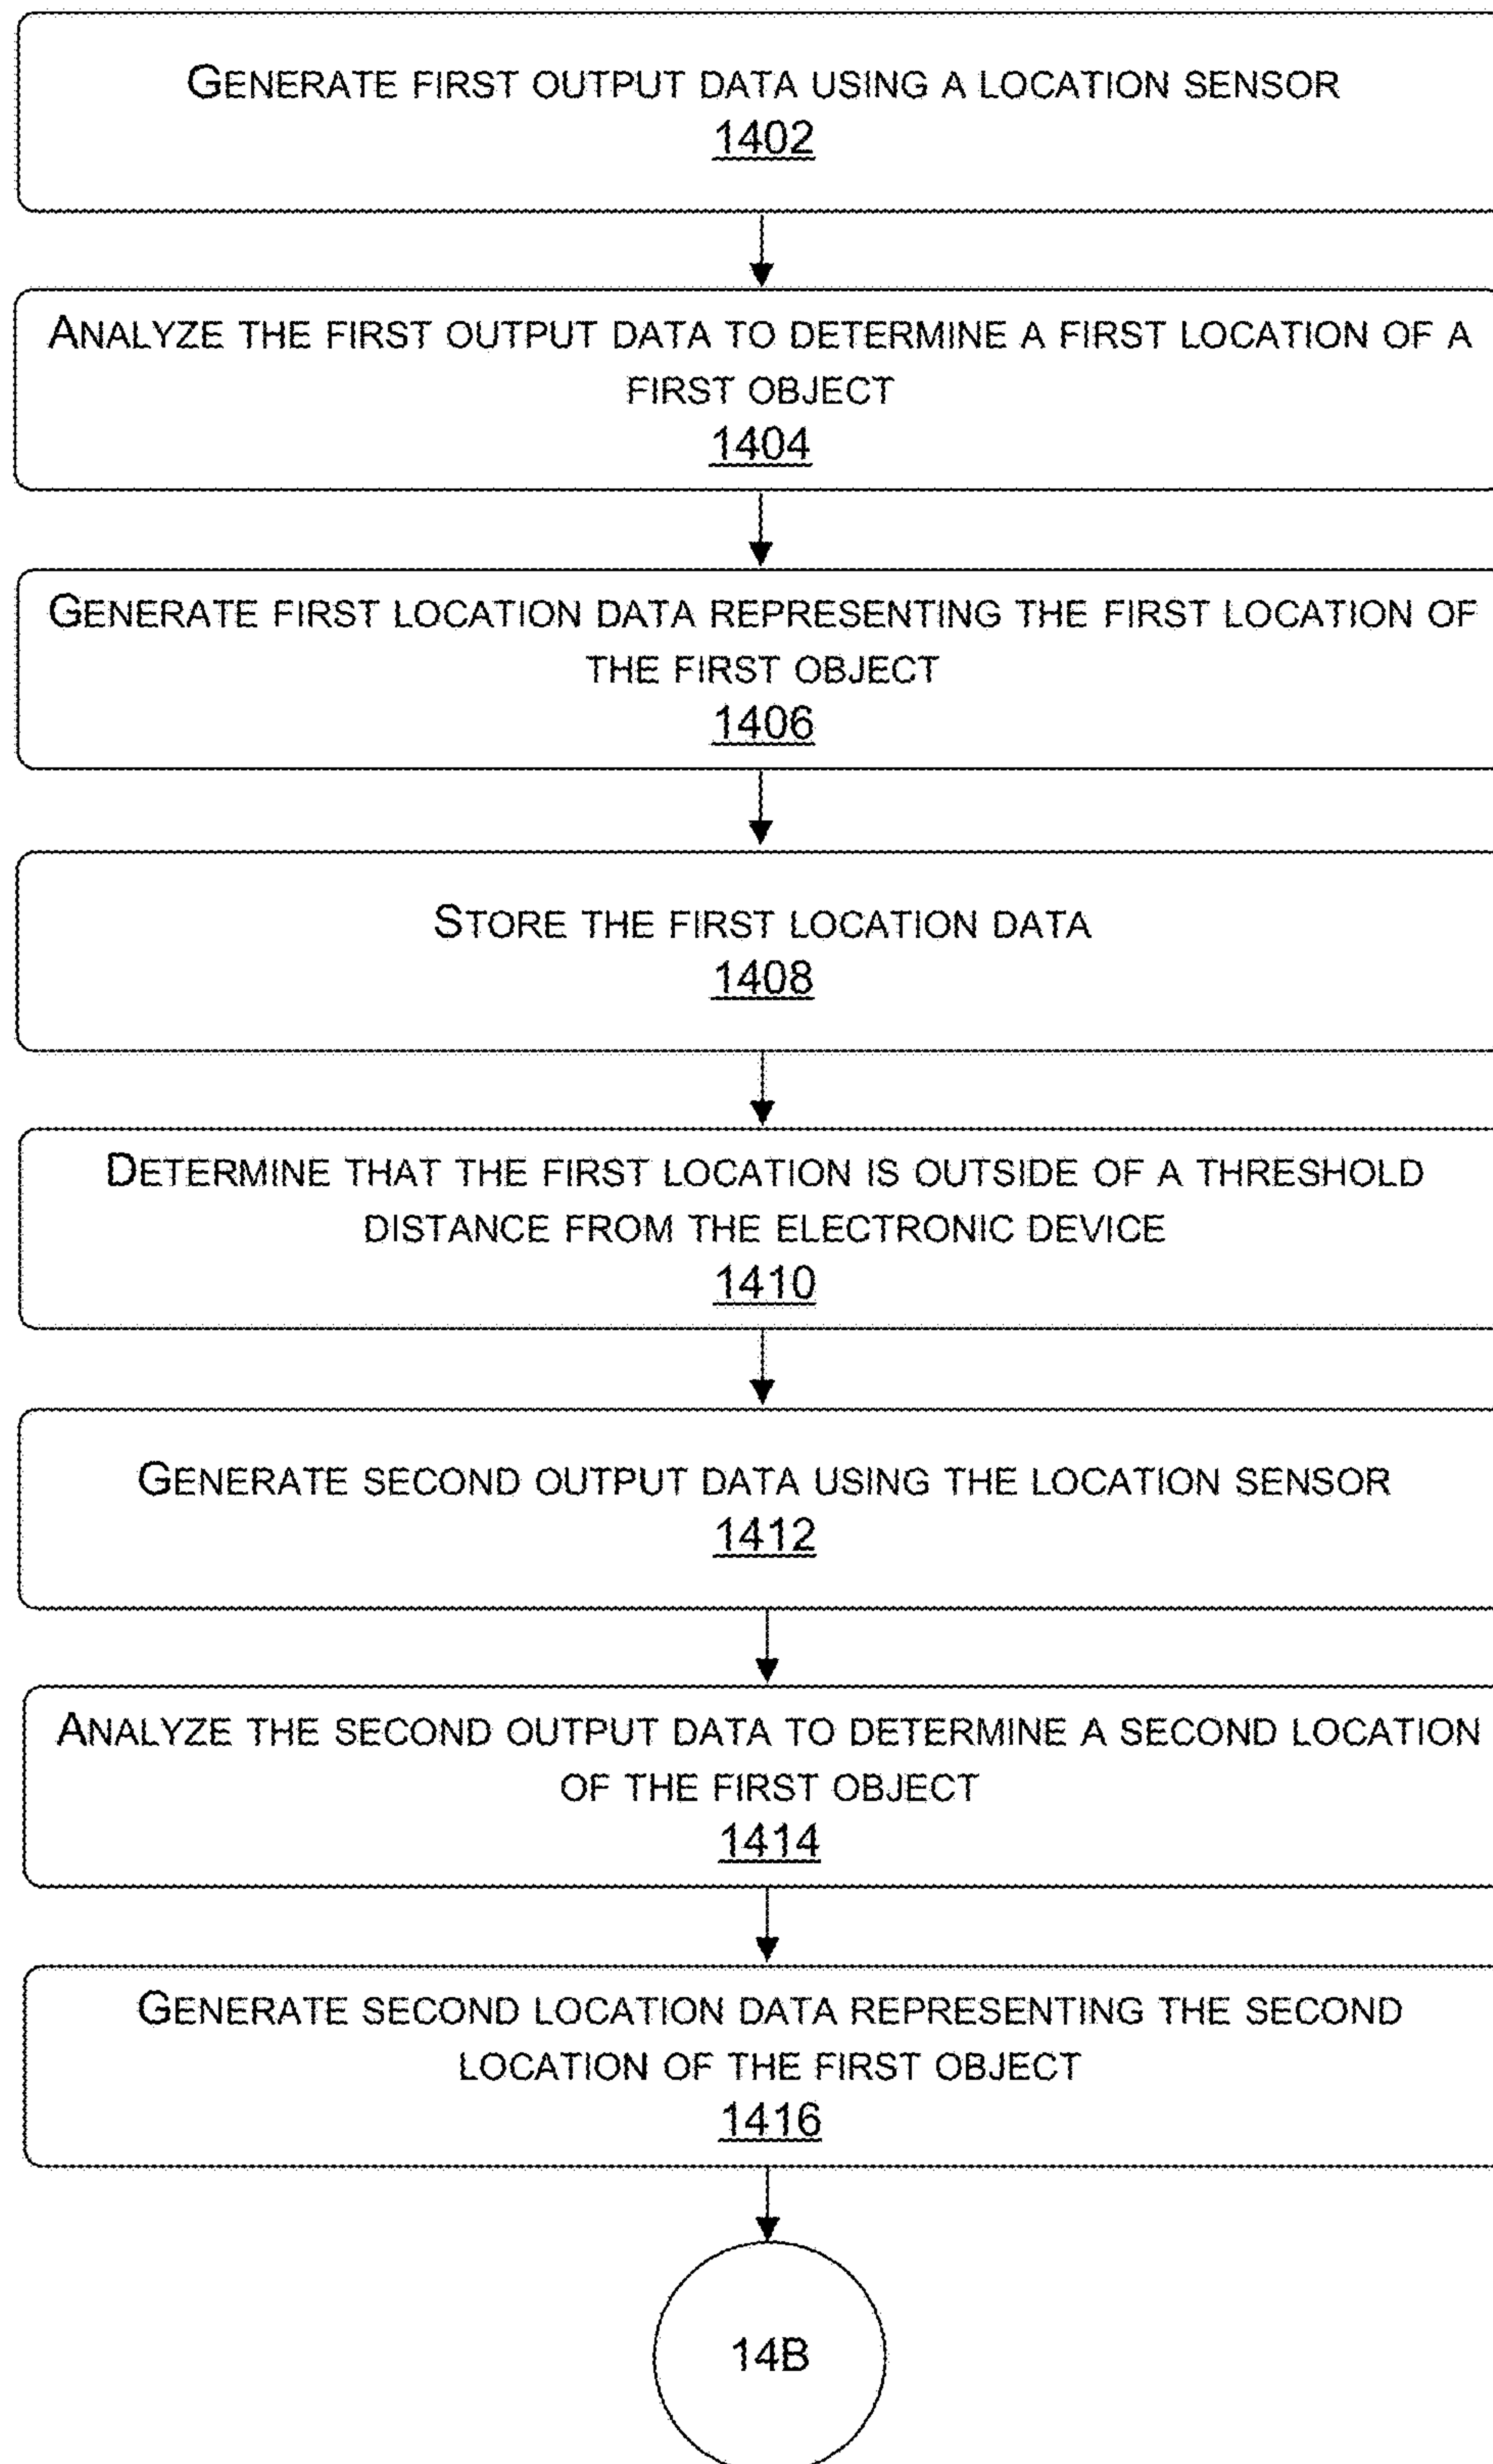 GENERATE FIRST OUTPUT DATA USING A LOCATION SENSOR
1402
ANALYZE THE FIRST OUTPUT DATA TO DETERMINE A FIRST LOCATION OF A
FIRST OBJECT
1404
GENERATE FIRST LOCATION DATA REPRESENTING THE FIRST LOCATION OF
THE FIRST OBJECT
1406
STORE THE FIRST LOCATION DATA
1408
DETERMINE THAT THE FIRST LOCATION IS OUTSIDE OF A THRESHOLD
DISTANCE FROM THE ELECTRONIC DEVICE
1410
GENERATE SECOND OUTPUT DATA USING THE LOCATION SENSOR
1412
ANALYZE THE SECOND OUTPUT DATA TO DETERMINE A SECOND LOCATION
OF THE FIRST OBJECT
1414
GENERATE SECOND LOCATION DATA REPRESENTING THE SECOND
LOCATION OF THE FIRST OBJECT
1416
14B